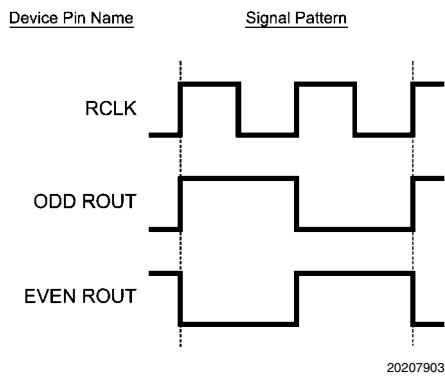 Device Pin Name Signal Pattern
RCLK
ODD ROUT
EVEN ROUT
20207903